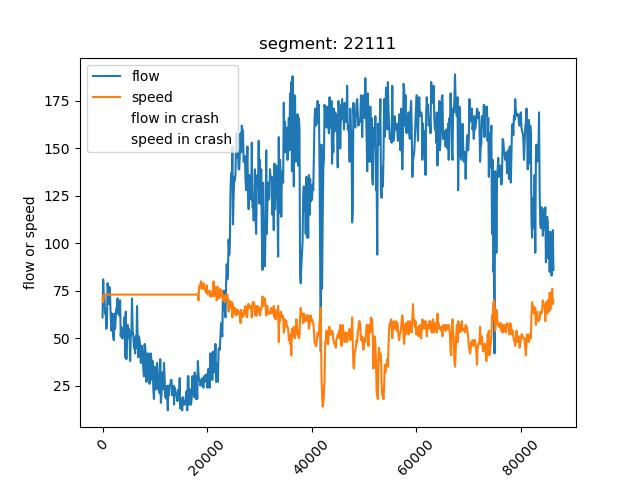 segment: 22111
flow
speed
flow in crash
speed in crash
175
150
125
100
75
50
25
flow or speed
0
20000
40000
60000
80000